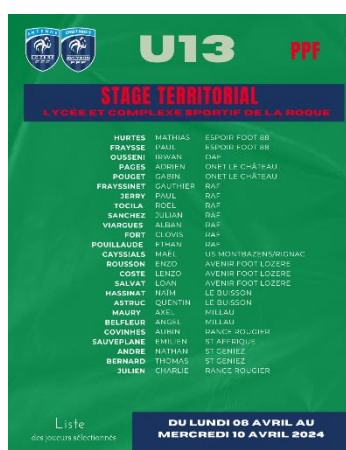 U13
PPF
STAGE TERRITORIAL
LYCÉE ET COMPLEXE SPORTIF DE LA ROQUE
HURTES MATHIAS ESPOIR FOOT 88
FRAYSSE PAUL ESPOIR FOOT 88
OUSSENI IRWAN OAF
PAGES ADRIEN ONET LE CHÂTEAU
POUGET GABIN ONET LE CHÂTEAU
FRAYSSINET GAUTHIER RAF
JERRY PAUL RAF
TOCILA ROEL RAF
SANCHEZ JULIAN RAF
VIARGUES ALBAN RAF
FORT CLOVIS RAF
POUILLAUDE ETHAN RAF
CAYSSIALS MAËL US MONTBAZENS/RIGNAC
ROUSSON ENZO AVENIR FOOT LOZERE
COSTE LENZO AVENIR FOOT LOZERE
SALVAT LOAN AVENIR FOOT LOZERE
HASSINAT NAÏM LE BUISSON
ASTRUC QUENTIN LE BUISSON
MAURY AXEL MILLAU
BELFLEUR ANGEL MILLAU
COVINHES AUBIN RANCE ROUGIER
SAUVEPLANE EMILIEN ST AFFRIQUE
ANDRE NATHAN ST GENIEZ
BERNARD THOMAS ST GENIEZ
JULIEN CHARLIE RANCE ROUGIER
Liste
des joueurs sélectionnés
DU LUNDI 08 AVRIL AU
MERCREDI 10 AVRIL 2024